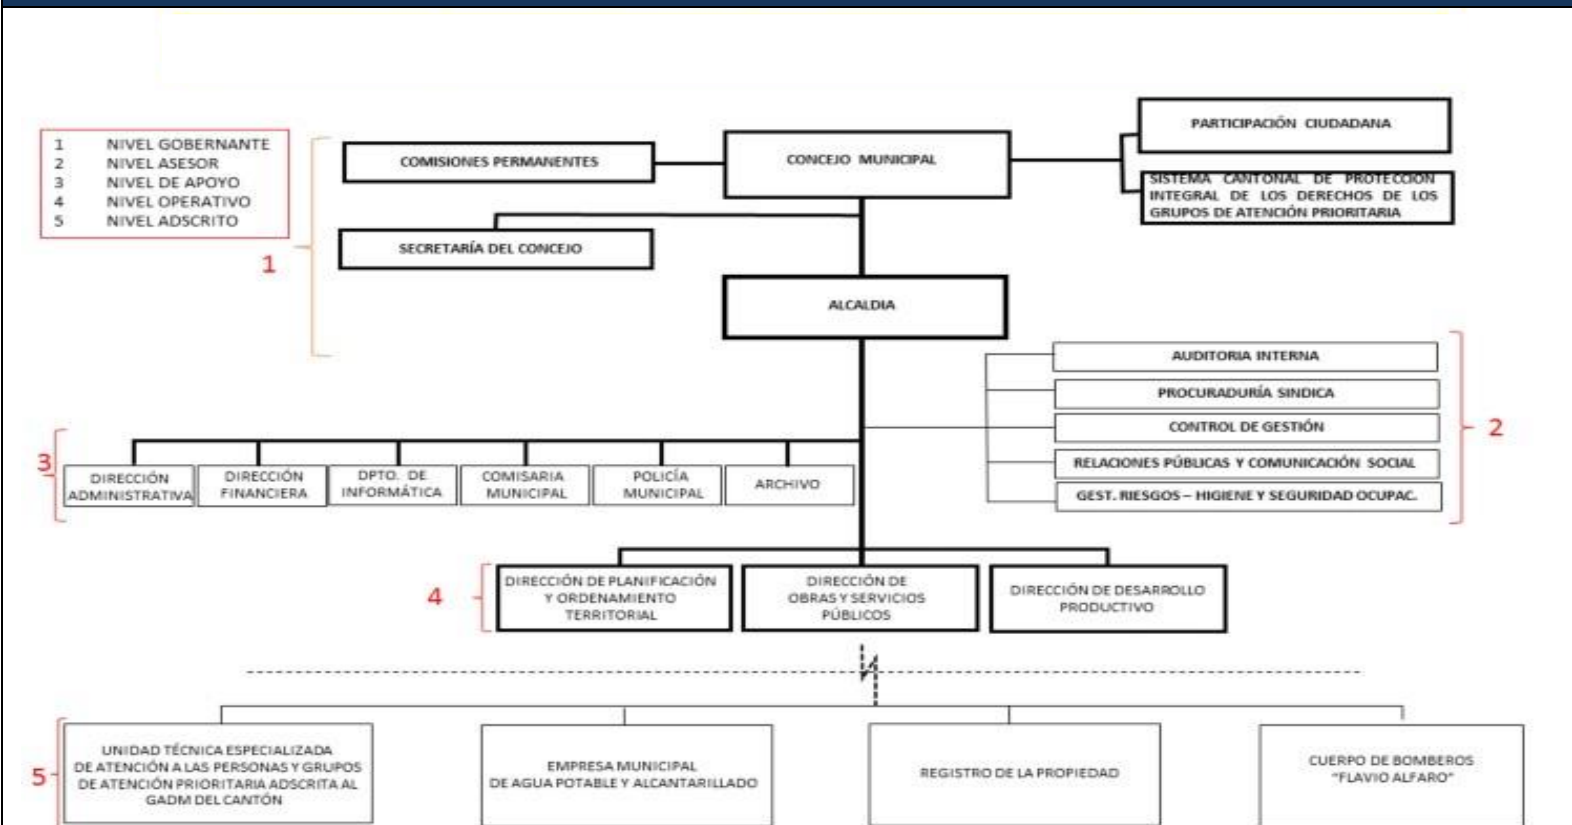 1 NIVEL GOBERNANTE
2 NIVEL ASESOR
3 NIVEL DE APOYO
4 NIVEL OPERATIVO
5 NIVEL ADSCRITO
1
COMISIONES PERMANENTES
CONCEJO MUNICIPAL
PARTICIPACIÓN CIUDADANA
SISTEMA CANTONAL DE PROTECCIÓN
INTEGRAL DE LOS DERECHOS DE LOS
GRUPOS DE ATENCIÓN PRIORITARIA
SECRETARÍA DEL CONCEJO
ALCALDIA
AUDITORIA INTERNA
PROCURADURÍA SINDICA
CONTROL DE GESTIÓN
RELACIONES PÚBLICAS Y COMUNICACIÓN SOCIAL
GEST. RIESGOS – HIGIENE Y SEGURIDAD OCUPAC.
2
3
DIRECCIÓN
ADMINISTRATIVA
DIRECCIÓN
FINANCIERA
DPTO. DE
INFORMÁTICA
COMISARIA
MUNICIPAL
POLICÍA
MUNICIPAL
ARCHIVO
4
DIRECCIÓN DE PLANIFICACIÓN
Y ORDENAMIENTO
TERRITORIAL
DIRECCIÓN DE
OBRAS Y SERVICIOS
PÚBLICOS
DIRECCIÓN DE DESARROLLO
PRODUCTIVO
5
UNIDAD TÉCNICA ESPECIALIZADA
DE ATENCIÓN A LAS PERSONAS Y GRUPOS
DE ATENCIÓN PRIORITARIA ADSCRITA AL
GADM DEL CANTÓN
EMPRESA MUNICIPAL
DE AGUA POTABLE Y ALCANTARILLADO
REGISTRO DE LA PROPIEDAD
CUERPO DE BOMBEROS
"FLAVIO ALFARO"